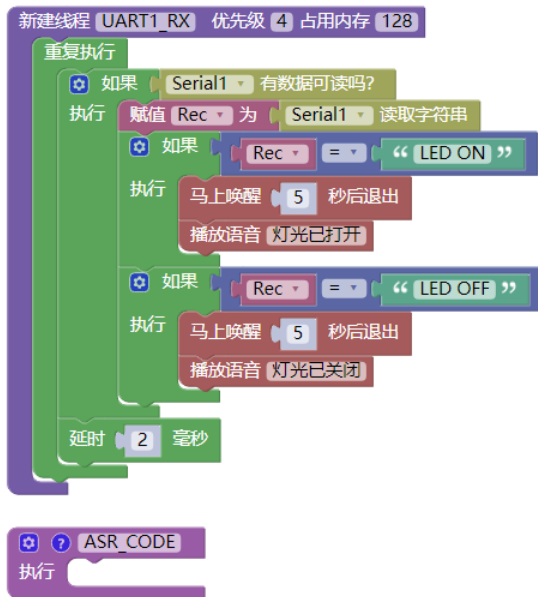 新建线程 UART1_RX 优先级 4 占用内存 128
重复执行
如果 Serial1 有数据可读吗?
执行 赋值 Rec 为 Serial1 读取字符串
如果 Rec = “ LED ON ”
执行 马上唤醒 5 秒后退出
播放语音 灯光已打开
如果 Rec = “ LED OFF ”
执行 马上唤醒 5 秒后退出
播放语音 灯光已关闭
延时 2 毫秒
? ASR_CODE
执行